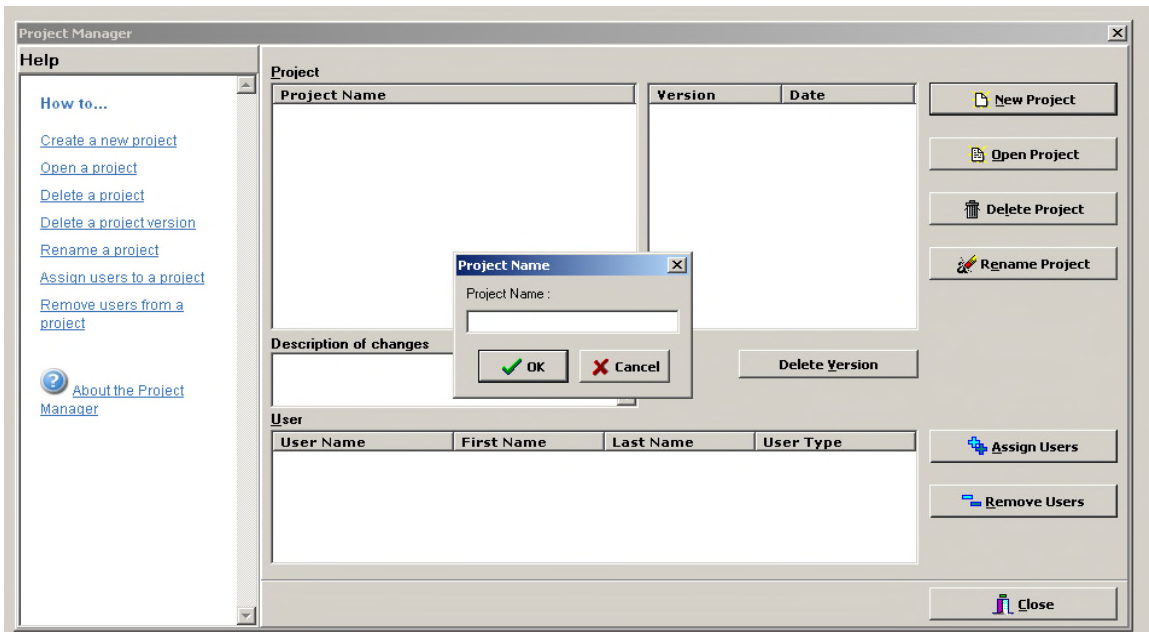 Project Manager
Help
How to...
Create a new project
Open a project
Delete a project
Delete a project version
Rename a project
Assign users to a project
Remove users from a
project
About the Project
Manager
Project
Project Name
Version Date
New Project
Open Project
Delete Project
Rename Project
Project Name
Project Name :
OK Cancel
Description of changes
Delete Version
User
User Name First Name Last Name User Type
Assign Users
Remove Users
Close